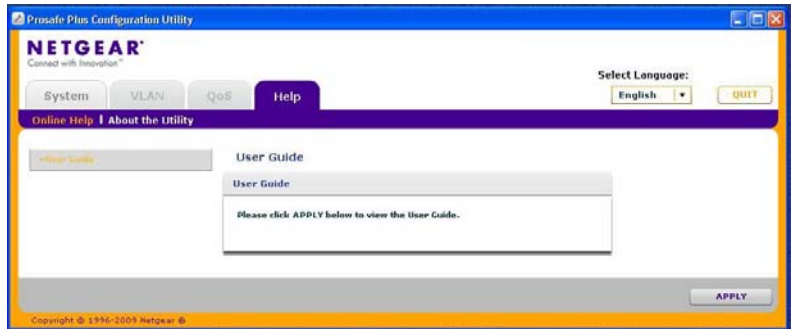 Prosafe Plus Configuration Utility
NETGEAR
Connect with Innovation™
Select Language:
System VLAN QoS Help English QUIT
Online Help | About the Utility
>User Guide
User Guide
User Guide
Please click APPLY below to view the User Guide.
APPLY
Copyright © 1996-2009 Netgear ®